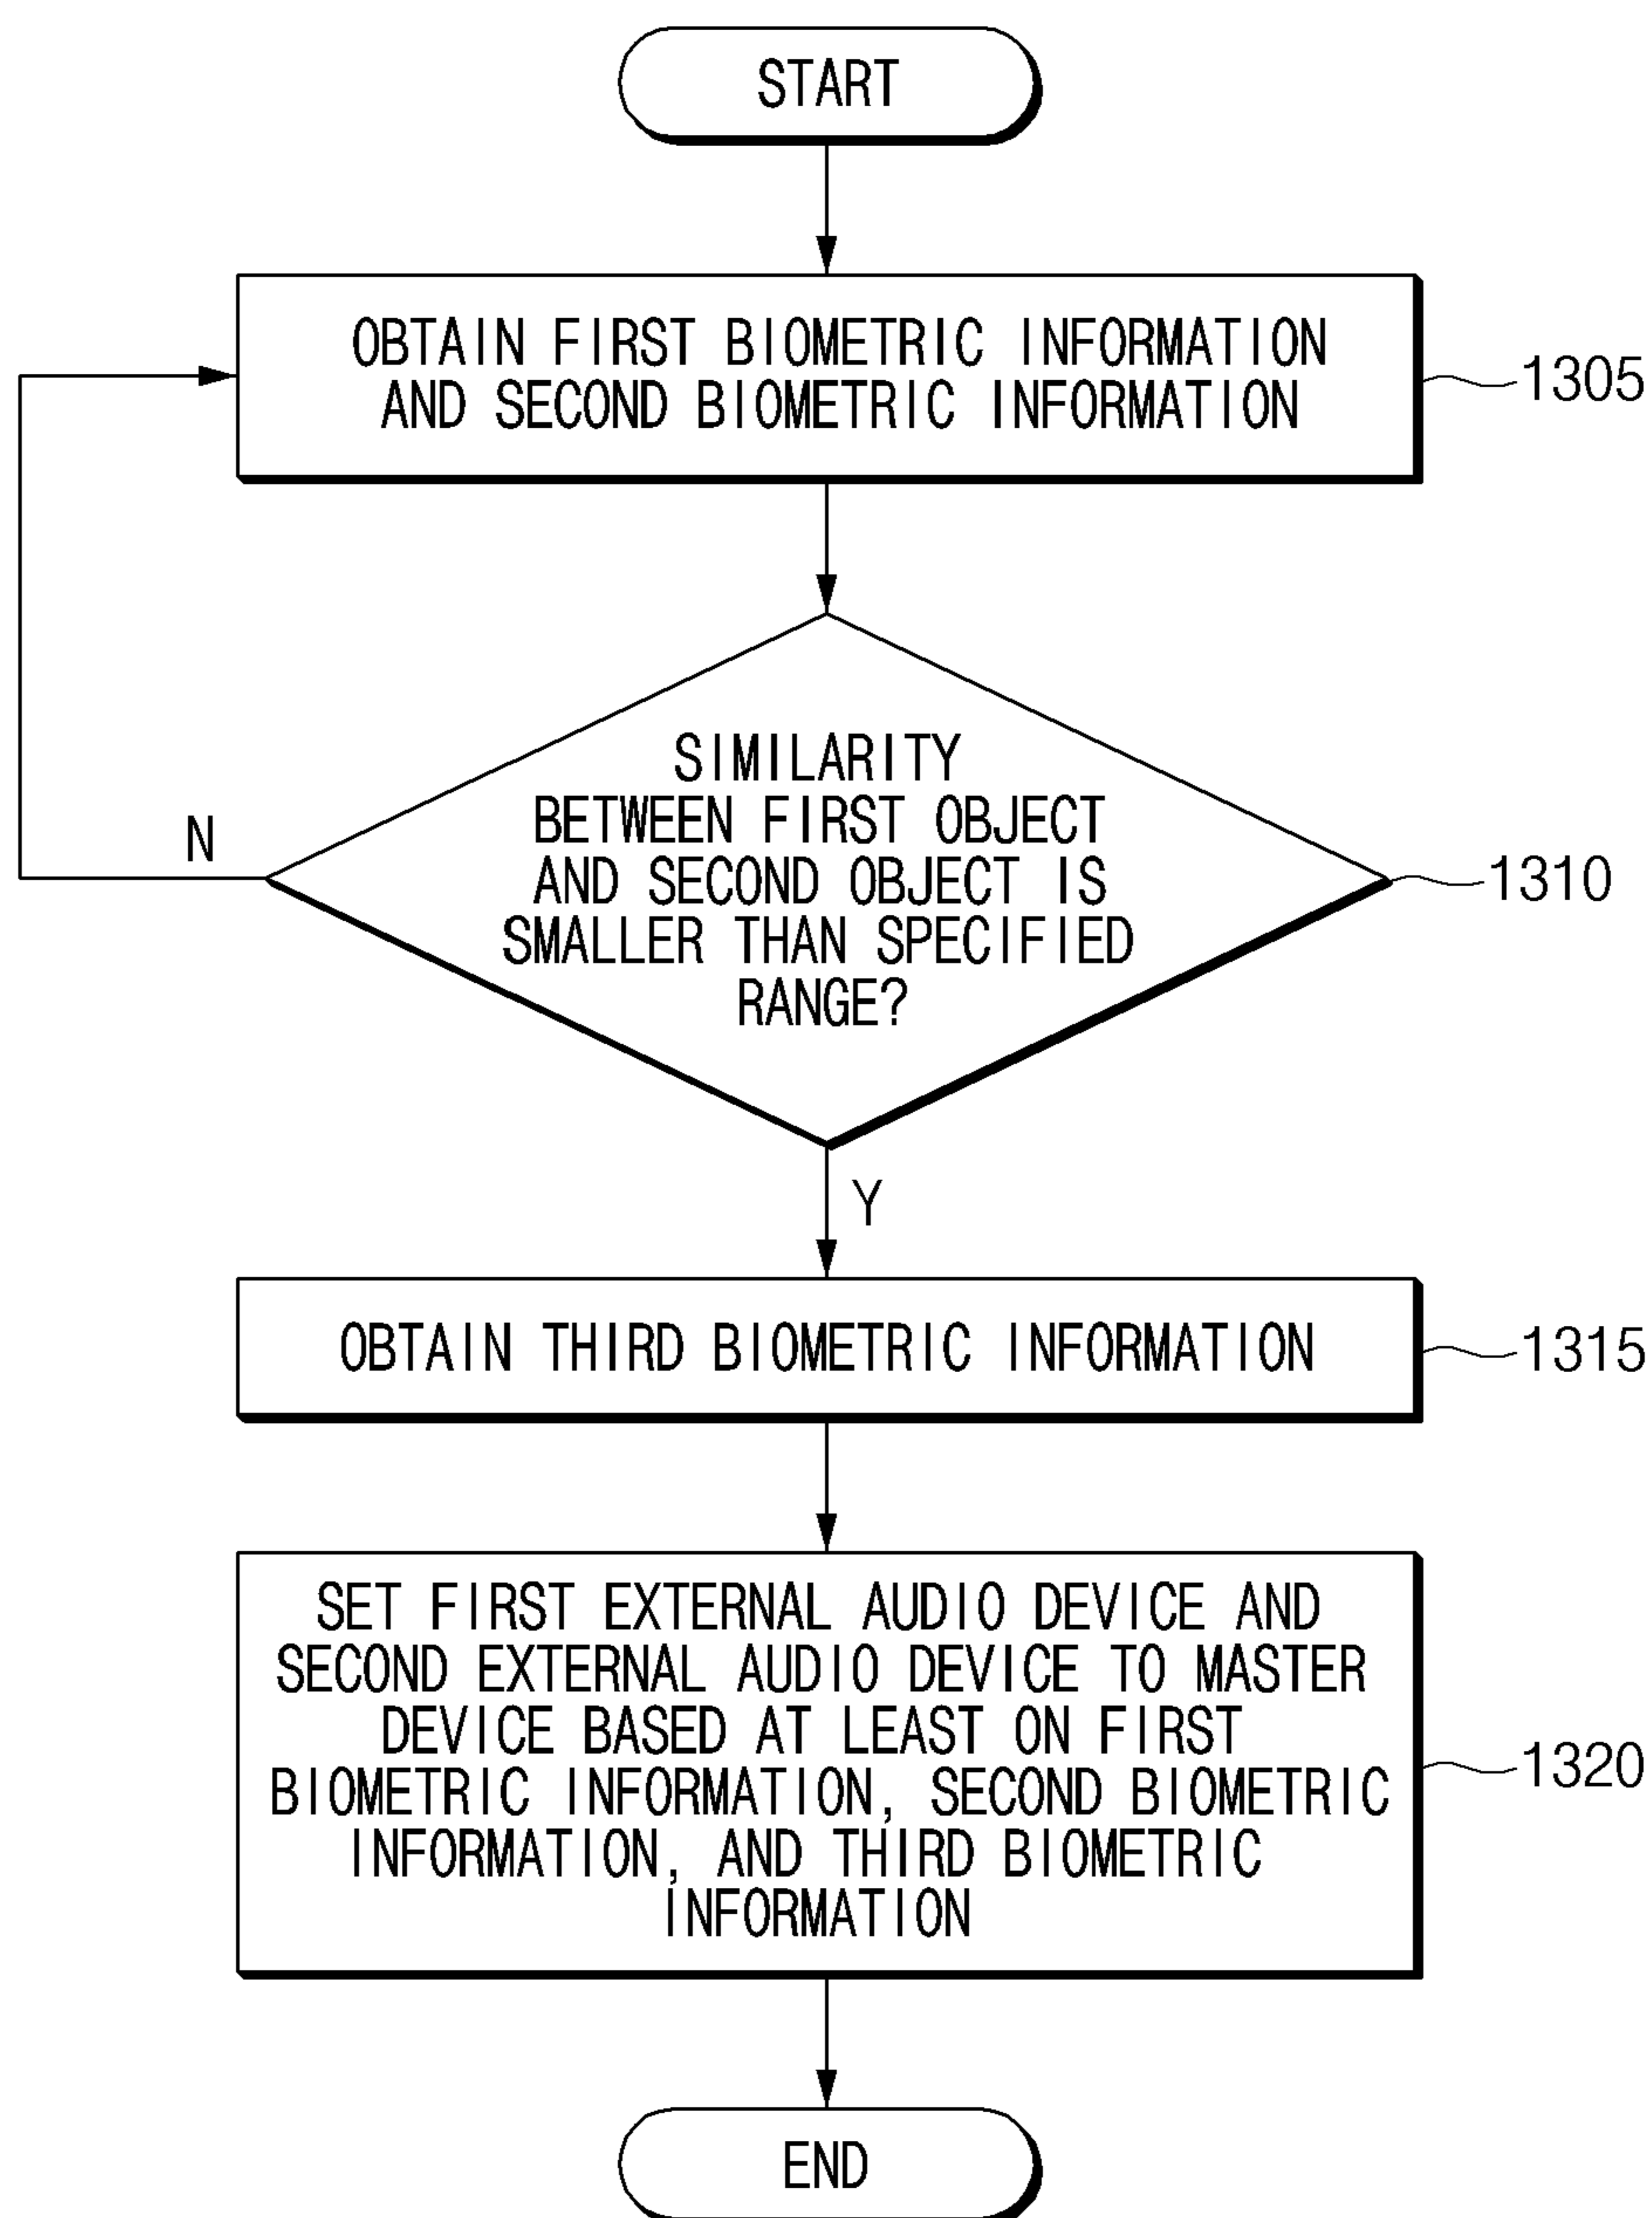 START
OBTAIN FIRST BIOMETRIC INFORMATION
AND SECOND BIOMETRIC INFORMATION
1305
SIMILARITY
BETWEEN FIRST OBJECT
AND SECOND OBJECT IS
SMALLER THAN SPECIFIED
RANGE?
N
1310
Y
OBTAIN THIRD BIOMETRIC INFORMATION
1315
SET FIRST EXTERNAL AUDIO DEVICE AND
SECOND EXTERNAL AUDIO DEVICE TO MASTER
DEVICE BASED AT LEAST ON FIRST
BIOMETRIC INFORMATION, SECOND BIOMETRIC
INFORMATION, AND THIRD BIOMETRIC
INFORMATION
1320
END